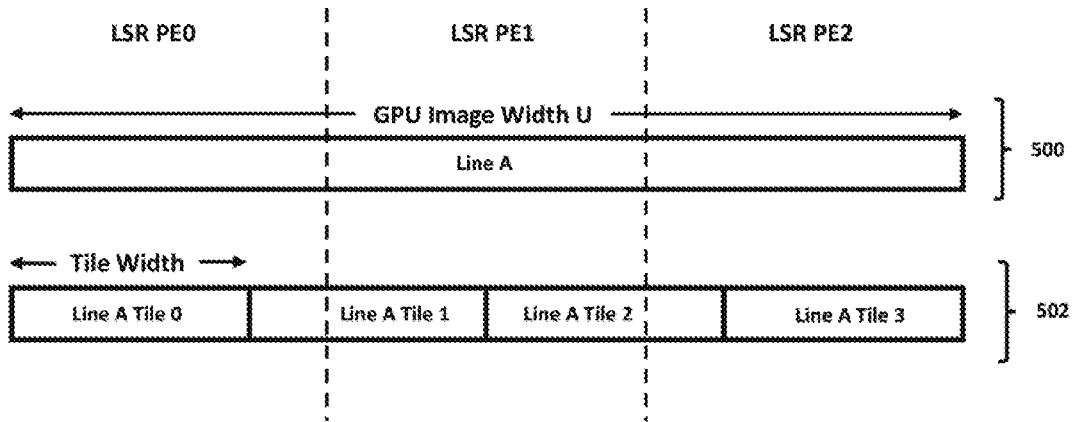 LSR PE0 LSR PE1 LSR PE2
GPU Image Width U
Line A
500
Tile Width
Line A Tile 0 Line A Tile 1 Line A Tile 2 Line A Tile 3
502